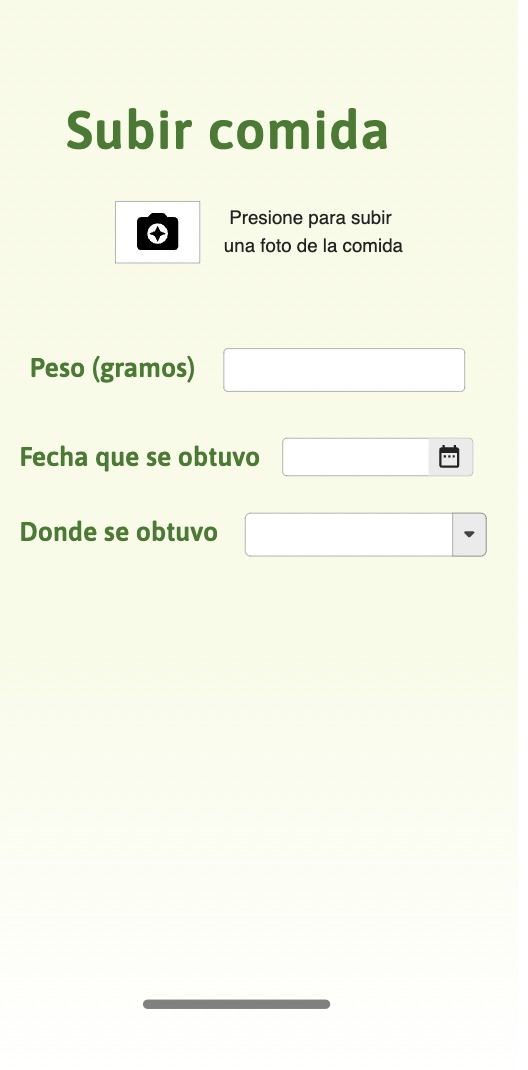 Subir comida
Presione para subir
una foto de la comida
Peso (gramos)
Fecha que se obtuvo
Donde se obtuvo